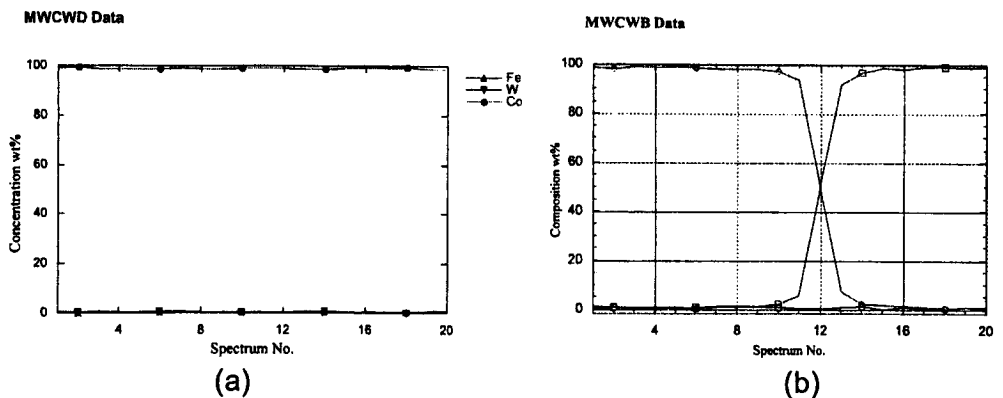 MWCWD Data
100
80
60
40
20
0
Concentration wt%
4 8 12 16 20
Spectrum No.
Fe
W
Co
(a)
MWCWB Data
100
80
60
40
20
0
Composition wt%
4 8 12 16 20
Spectrum No.
(b)